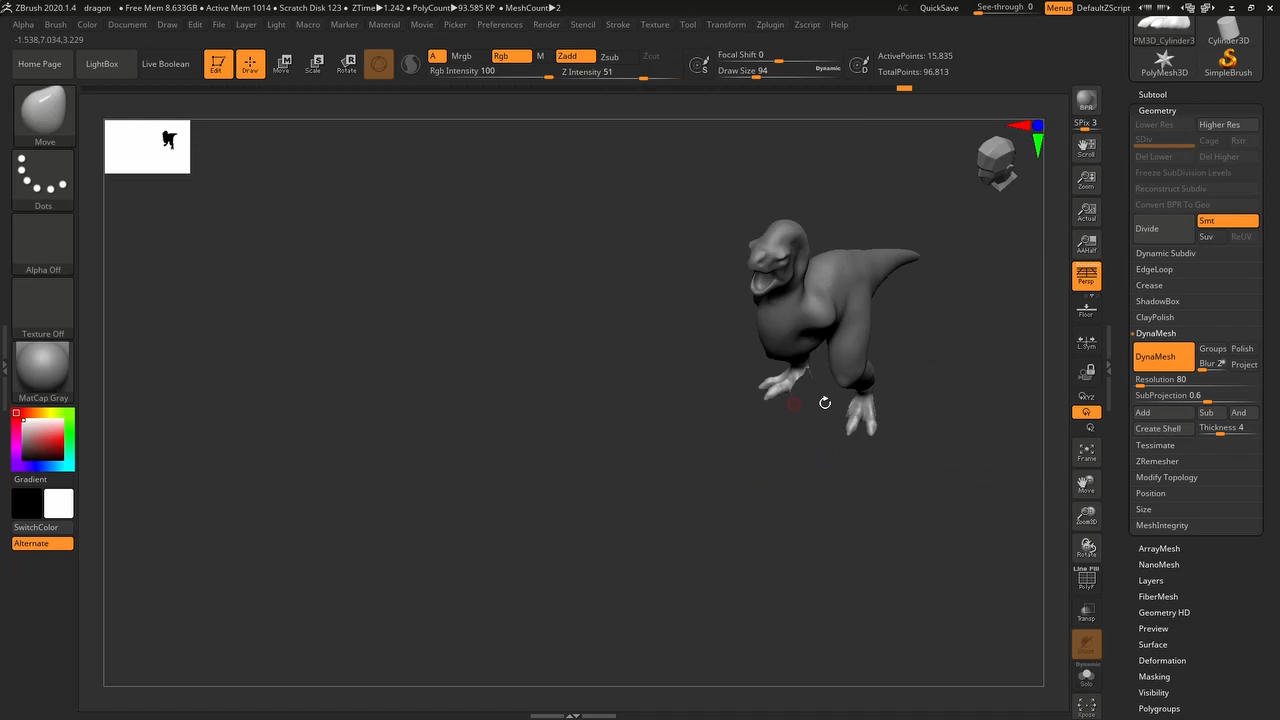 ZBrush 2020.1.4 dragon • Free Mem 8.633GB • Active Mem 1014 • Scratch Disk 123 • ZTime▶1.242 • PolyCount▶93.585 KP • MeshCount▶2 AC QuickSave See-through 0 Menus DefaultZScript
Alpha Brush Color Document Draw Edit File Layer Light Macro Marker Material Movie Picker Preferences Render Stencil Stroke Texture Tool Transform Zplugin Zscript Help
-1.538,7.034,3.229
Home Page LightBox Live Boolean Edit Draw Move Scale Rotate
A Mrgb Rgb M Zadd Zsub Zcut
Rgb Intensity 100 Z Intensity 51
S Focal Shift 0
Draw Size 94 Dynamic
D ActivePoints: 15,835
TotalPoints: 96,813
Move
Dots
Alpha Off
Texture Off
MatCap Gray
Gradient
SwitchColor
Alternate
BPR
SPix 3
Scroll
Zoom
Actual
AAHalf
Dynamic
Persp
Floor
L.Sym
XYZ
Y
Z
Frame
Move
Zoom3D
Rotate
Line Fill
PolyF
Transp
Ghost
Dynamic
Solo
Xpose
PM3D_Cylinder3 Cylinder3D
PolyMesh3D SimpleBrush
Subtool
Geometry
Lower Res Higher Res
SDiv Cage Rstr
Del Lower Del Higher
Freeze SubDivision Levels
Reconstruct Subdiv
Convert BPR To Geo
Divide Smt
Suv ReUV
Dynamic Subdiv
EdgeLoop
Crease
ShadowBox
ClayPolish
DynaMesh
DynaMesh Groups Polish
Blur 2 Project
Resolution 80
SubProjection 0.6
Add Sub And
Create Shell Thickness 4
Tessimate
ZRemesher
Modify Topology
Position
Size
MeshIntegrity
ArrayMesh
NanoMesh
Layers
FiberMesh
Geometry HD
Preview
Surface
Deformation
Masking
Visibility
Polygroups